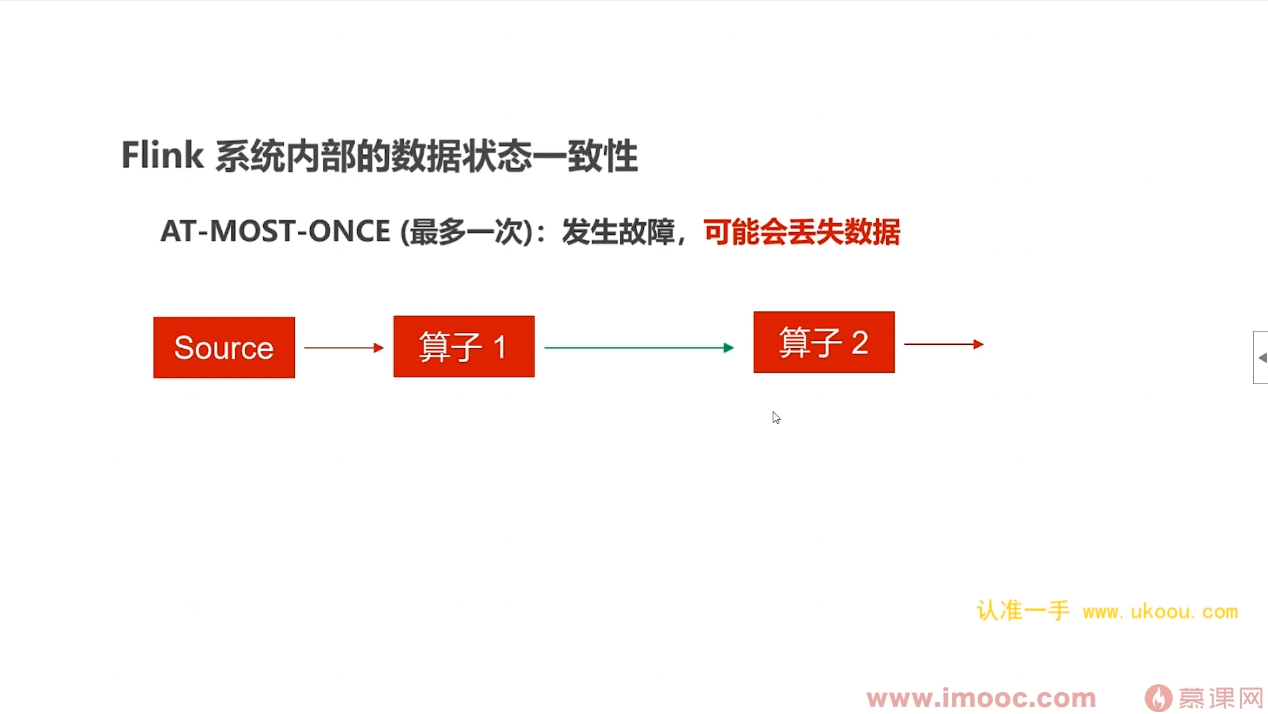 Flink 系统内部的数据状态一致性
AT-MOST-ONCE (最多一次)：发生故障，可能会丢失数据
Source
算子 1
算子 2
认准一手 www.ukoou.com
www.imooc.com
慕课网